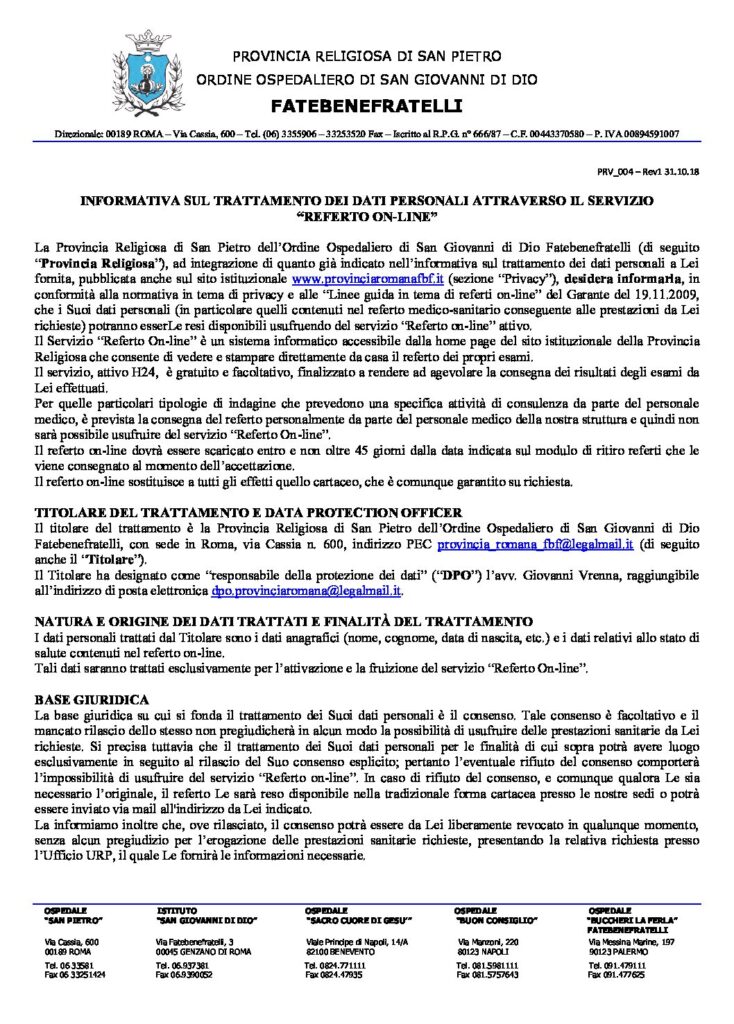 PROVINCIA RELIGIOSA DI SAN PIETRO
ORDINE OSPEDALIERO DI SAN GIOVANNI DI DIO
FATEBENEFRATELLI
Direzionale: 00189 ROMA – Via Cassia, 600 – Tel. (06) 3355906 – 33253520 Fax – Iscritto al R.P.G. n° 666/87 – C.F. 00443370580 – P. IVA 00894591007
PRV_004 – Rev1 31.10.18
INFORMATIVA SUL TRATTAMENTO DEI DATI PERSONALI ATTRAVERSO IL SERVIZIO
“REFERTO ON-LINE”
La Provincia Religiosa di San Pietro dell’Ordine Ospedaliero di San Giovanni di Dio Fatebenefratelli (di seguito
“Provincia Religiosa”), ad integrazione di quanto già indicato nell’informativa sul trattamento dei dati personali a Lei
fornita, pubblicata anche sul sito istituzionale www.provinciaromanafbf.it (sezione “Privacy”), desidera informarLa, in
conformità alla normativa in tema di privacy e alle “Linee guida in tema di referti on-line” del Garante del 19.11.2009,
che i Suoi dati personali (in particolare quelli contenuti nel referto medico-sanitario conseguente alle prestazioni da Lei
richieste) potranno esserLe resi disponibili usufruendo del servizio “Referto on-line” attivo.
Il Servizio “Referto On-line” è un sistema informatico accessibile dalla home page del sito istituzionale della Provincia
Religiosa che consente di vedere e stampare direttamente da casa il referto dei propri esami.
Il servizio, attivo H24, è gratuito e facoltativo, finalizzato a rendere ad agevolare la consegna dei risultati degli esami da
Lei effettuati.
Per quelle particolari tipologie di indagine che prevedono una specifica attività di consulenza da parte del personale
medico, è prevista la consegna del referto personalmente da parte del personale medico della nostra struttura e quindi non
sarà possibile usufruire del servizio “Referto On-line”.
Il referto on-line dovrà essere scaricato entro e non oltre 45 giorni dalla data indicata sul modulo di ritiro referti che le
viene consegnato al momento dell’accettazione.
Il referto on-line sostituisce a tutti gli effetti quello cartaceo, che è comunque garantito su richiesta.
TITOLARE DEL TRATTAMENTO E DATA PROTECTION OFFICER
Il titolare del trattamento è la Provincia Religiosa di San Pietro dell’Ordine Ospedaliero di San Giovanni di Dio
Fatebenefratelli, con sede in Roma, via Cassia n. 600, indirizzo PEC provincia_romana_fbf@legalmail.it (di seguito
anche il “Titolare”).
Il Titolare ha designato come “responsabile della protezione dei dati” (“DPO”) l’avv. Giovanni Vrenna, raggiungibile
all’indirizzo di posta elettronica dpo.provinciaromana@legalmail.it.
NATURA E ORIGINE DEI DATI TRATTATI E FINALITÀ DEL TRATTAMENTO
I dati personali trattati dal Titolare sono i dati anagrafici (nome, cognome, data di nascita, etc.) e i dati relativi allo stato di
salute contenuti nel referto on-line.
Tali dati saranno trattati esclusivamente per l’attivazione e la fruizione del servizio “Referto On-line”.
BASE GIURIDICA
La base giuridica su cui si fonda il trattamento dei Suoi dati personali è il consenso. Tale consenso è facoltativo e il
mancato rilascio dello stesso non pregiudicherà in alcun modo la possibilità di usufruire delle prestazioni sanitarie da Lei
richieste. Si precisa tuttavia che il trattamento dei Suoi dati personali per le finalità di cui sopra potrà avere luogo
esclusivamente in seguito al rilascio del Suo consenso esplicito; pertanto l’eventuale rifiuto del consenso comporterà
l’impossibilità di usufruire del servizio “Referto on-line”. In caso di rifiuto del consenso, e comunque qualora Le sia
necessario l’originale, il referto Le sarà reso disponibile nella tradizionale forma cartacea presso le nostre sedi o potrà
essere inviato via mail all'indirizzo da Lei indicato.
La informiamo inoltre che, ove rilasciato, il consenso potrà essere da Lei liberamente revocato in qualunque momento,
senza alcun pregiudizio per l’erogazione delle prestazioni sanitarie richieste, presentando la relativa richiesta presso
l’Ufficio URP, il quale Le fornirà le informazioni necessarie.
OSPEDALE
“SAN PIETRO”
Via Cassia, 600
00189 ROMA
Tel. 06 33581
Fax 06 33251424
ISTITUTO
“SAN GIOVANNI DI DIO”
Via Fatebenefratelli, 3
00045 GENZANO DI ROMA
Tel. 06.937381
Fax 06.9390052
OSPEDALE
“SACRO CUORE DI GESU’”
Viale Principe di Napoli, 14/A
82100 BENEVENTO
Tel. 0824.771111
Fax 0824.47935
OSPEDALE
“BUON CONSIGLIO”
Via Manzoni, 220
80123 NAPOLI
Tel. 081.5981111
Fax 081.5757643
OSPEDALE
“BUCCHERI LA FERLA”
FATEBENEFRATELLI
Via Messina Marine, 197
90123 PALERMO
Tel. 091.479111
Fax 091.477625